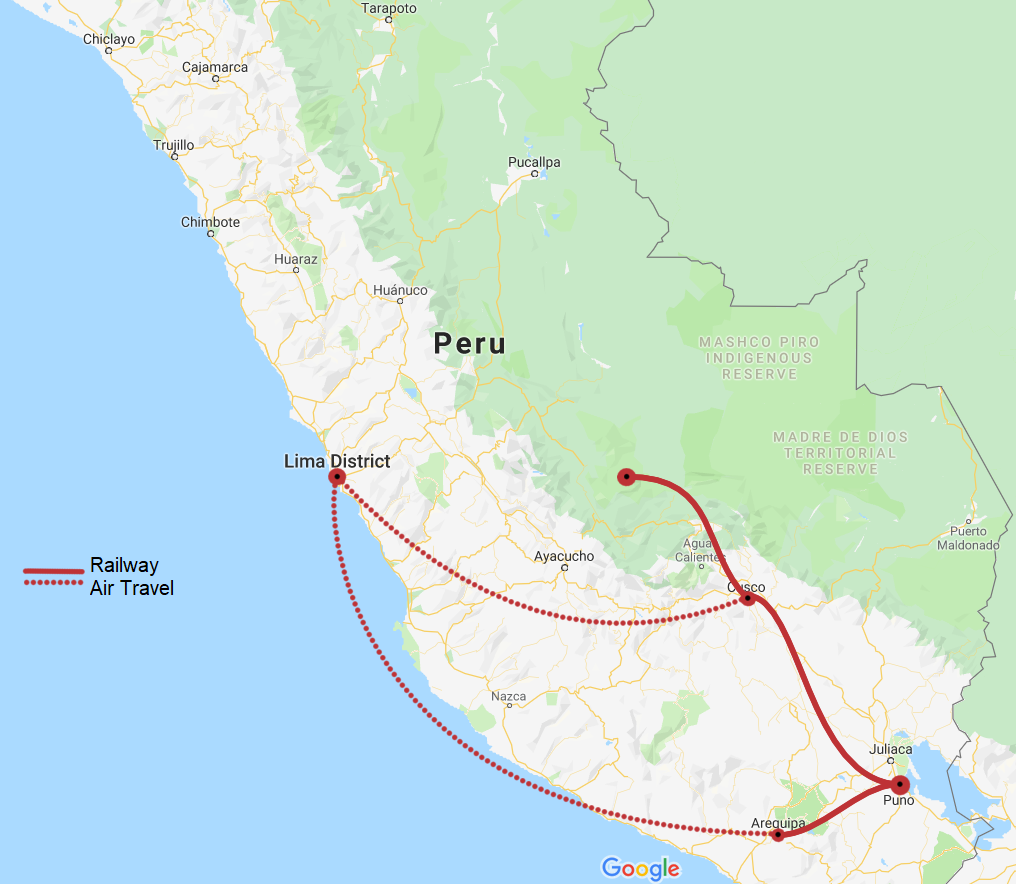 Tarapoto
Chiclayo
Cajamarca
Trujillo
Pucallpa
Chimbote
Huaraz
Huánuco
Peru
MASHCO PIRO
INDIGENOUS
RESERVE
MADRE DE DIOS
TERRITORIAL
RESERVE
Lima District
Puerto
Maldonado
Agua
Calientes
Ayacucho
Railway
Air Travel
Cusco
Nazca
Juliaca
Puno
Arequipa
Google